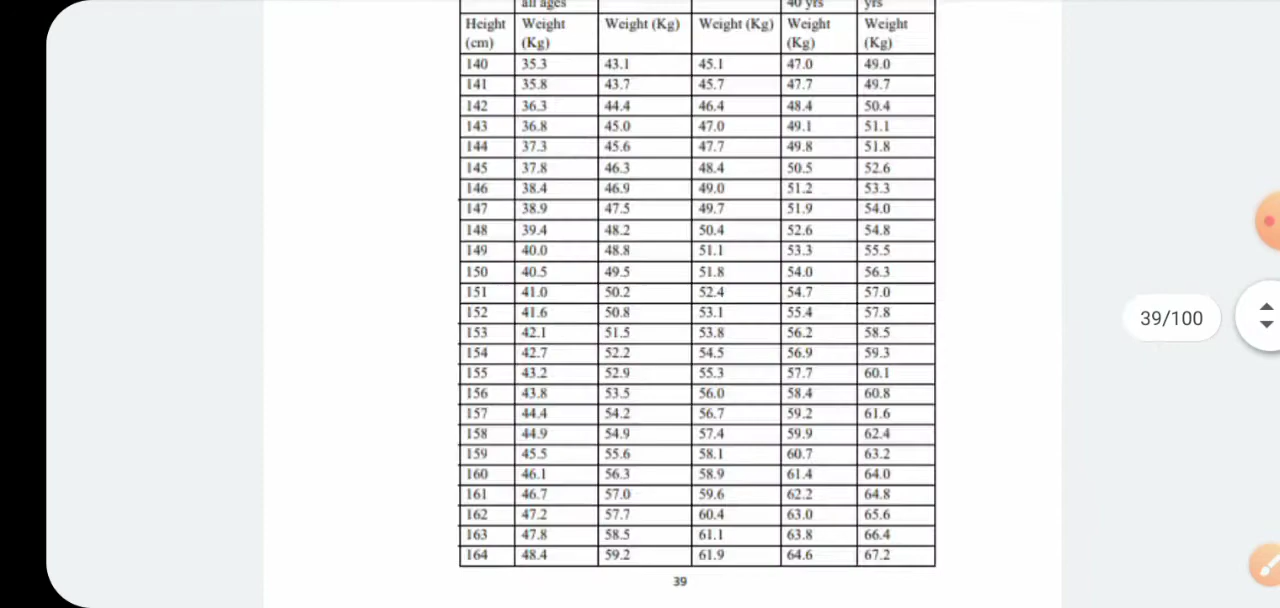 all ages 40 yrs yrs
Height (cm) Weight (Kg) Weight (Kg) Weight (Kg) Weight (Kg) Weight (Kg)
140 35.3 43.1 45.1 47.0 49.0
141 35.8 43.7 45.7 47.7 49.7
142 36.3 44.4 46.4 48.4 50.4
143 36.8 45.0 47.0 49.1 51.1
144 37.3 45.6 47.7 49.8 51.8
145 37.8 46.3 48.4 50.5 52.6
146 38.4 46.9 49.0 51.2 53.3
147 38.9 47.5 49.7 51.9 54.0
148 39.4 48.2 50.4 52.6 54.8
149 40.0 48.8 51.1 53.3 55.5
150 40.5 49.5 51.8 54.0 56.3
151 41.0 50.2 52.4 54.7 57.0
152 41.6 50.8 53.1 55.4 57.8
153 42.1 51.5 53.8 56.2 58.5
154 42.7 52.2 54.5 56.9 59.3
155 43.2 52.9 55.3 57.7 60.1
156 43.8 53.5 56.0 58.4 60.8
157 44.4 54.2 56.7 59.2 61.6
158 44.9 54.9 57.4 59.9 62.4
159 45.5 55.6 58.1 60.7 63.2
160 46.1 56.3 58.9 61.4 64.0
161 46.7 57.0 59.6 62.2 64.8
162 47.2 57.7 60.4 63.0 65.6
163 47.8 58.5 61.1 63.8 66.4
164 48.4 59.2 61.9 64.6 67.2
39
39/100